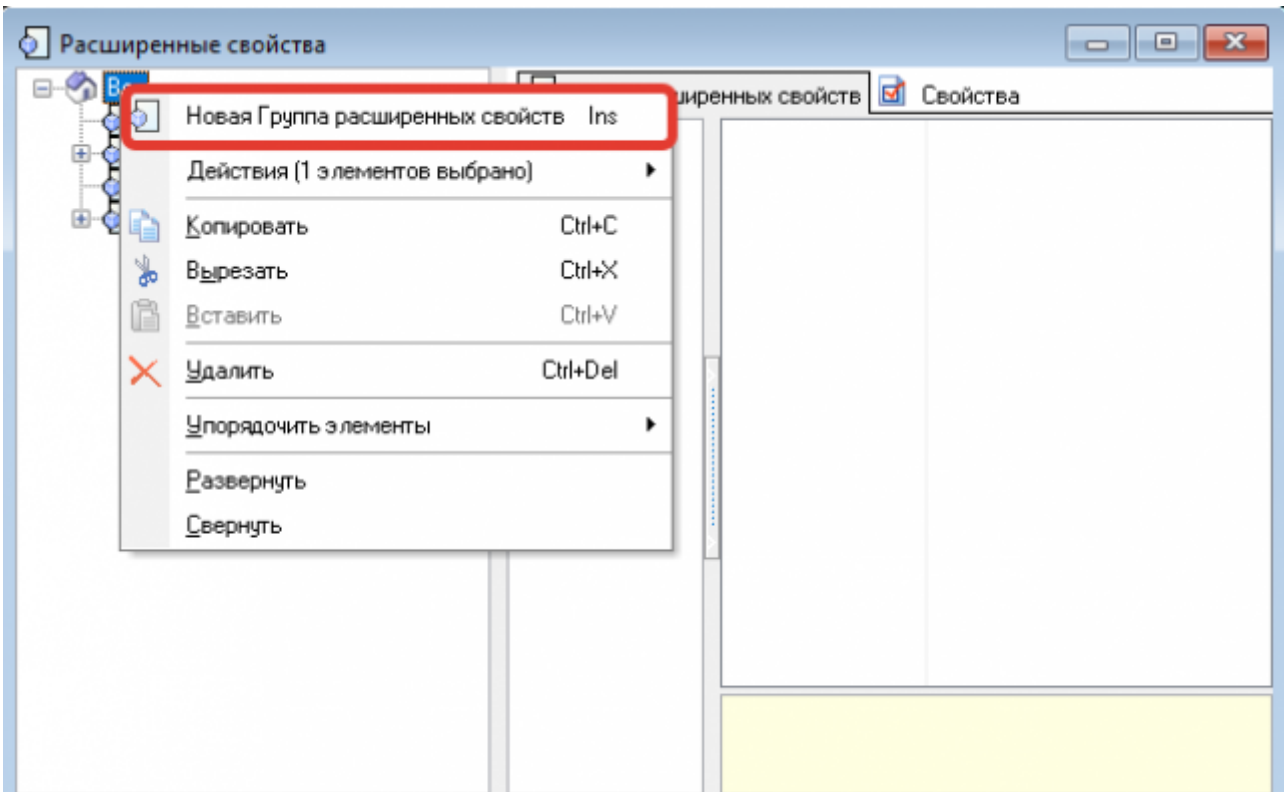 Расширенные свойства
свойств
Свойства
Новая Группа расширенных свойств Ins
Действия (1 элементов выбрано)
Копировать Ctrl+C
Вырезать Ctrl+X
Вставить Ctrl+V
Удалить Ctrl+Del
Упорядочить элементы
Развернуть
Свернуть